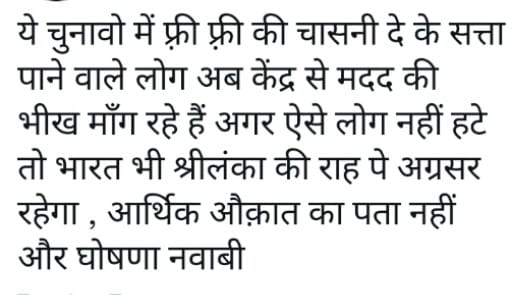 ये चुनावो में फ़्री फ़्री की चासनी दे के सत्ता
पाने वाले लोग अब केंद्र से मदद की
भीख माँग रहे हैं अगर ऐसे लोग नहीं हटे
तो भारत भी श्रीलंका की राह पे अग्रसर
रहेगा , आर्थिक औक़ात का पता नहीं
और घोषणा नवाबी